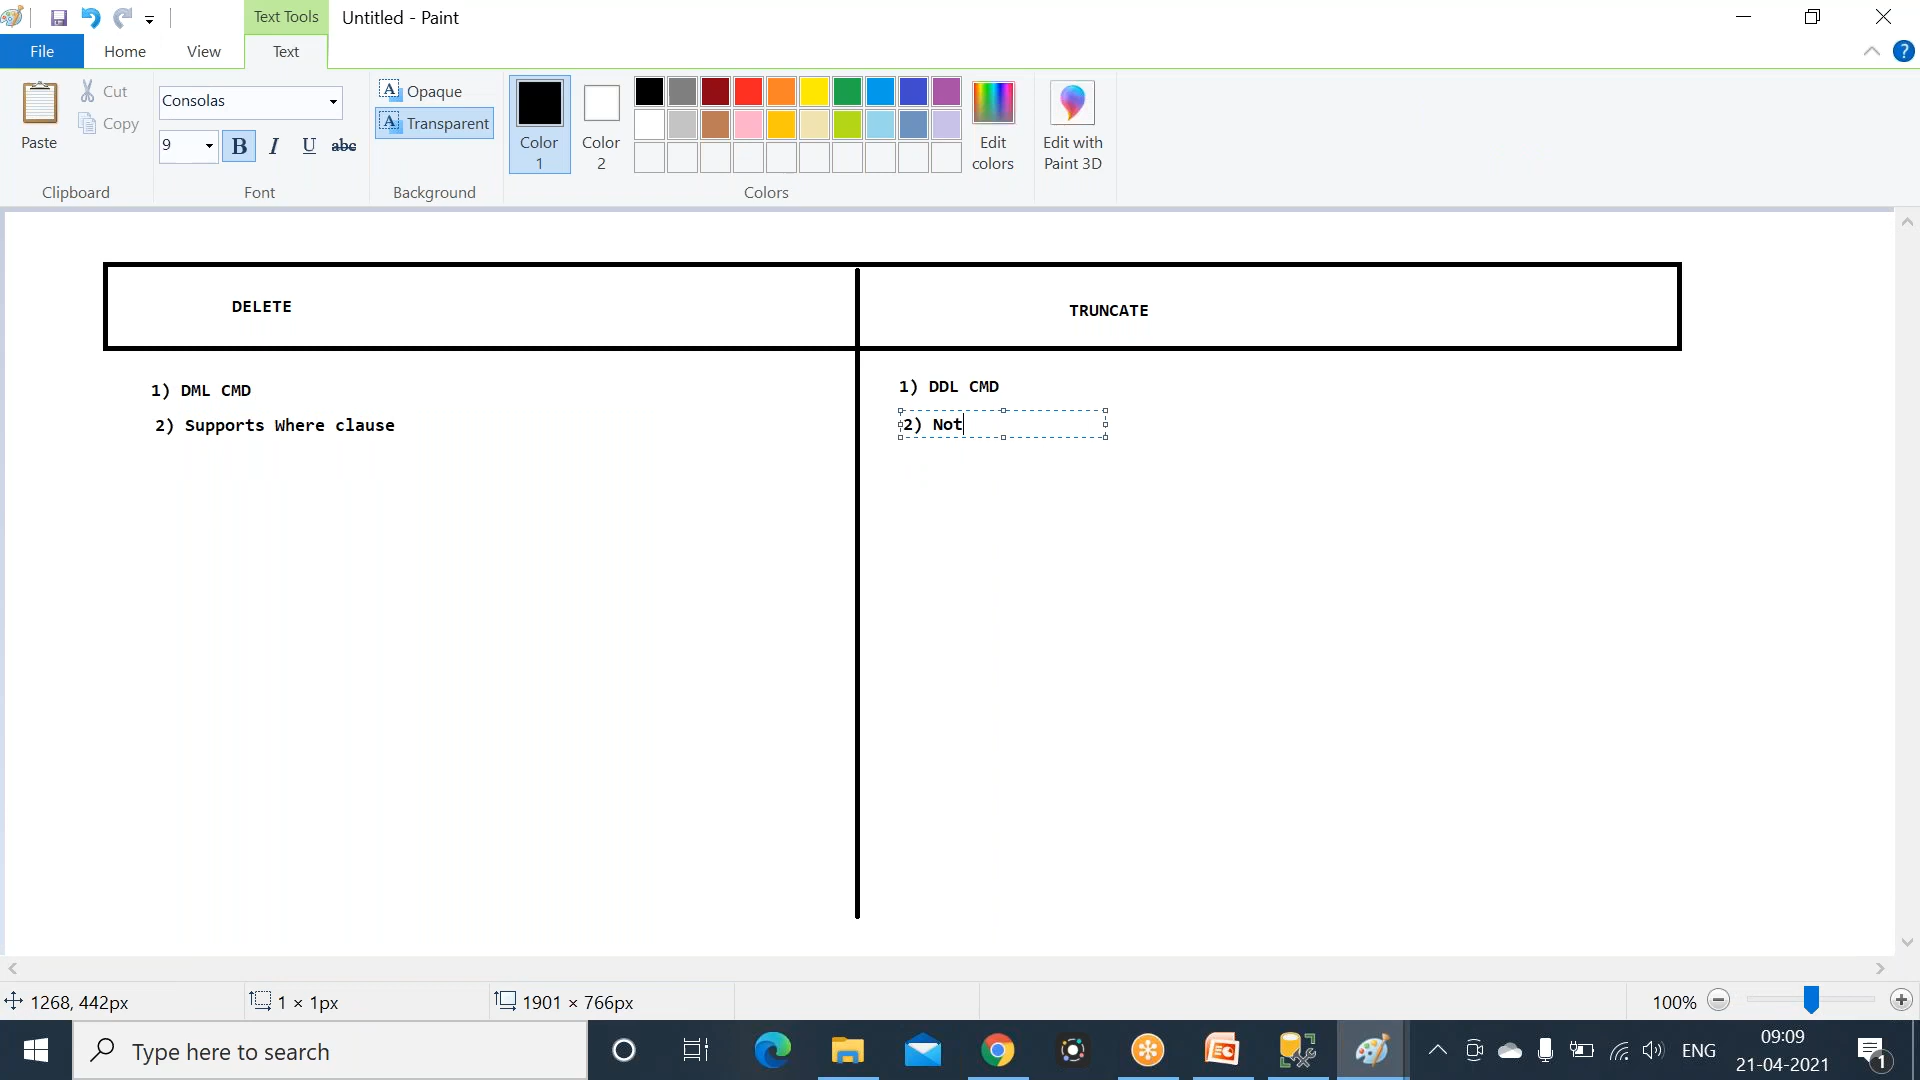 Text Tools
Untitled - Paint
File
Home
View
Text
Paste
Cut
Copy
Clipboard
Consolas
9
B
I
U
abc
Font
A Opaque
A Transparent
Background
Color
1
Color
2
Colors
Edit
colors
Edit with
Paint 3D
?
DELETE
TRUNCATE
1) DML CMD
1) DDL CMD
2) Supports Where clause
2) Not
1268, 442px
1 × 1px
1901 × 766px
100%
Type here to search
ENG
09:09
21-04-2021
1